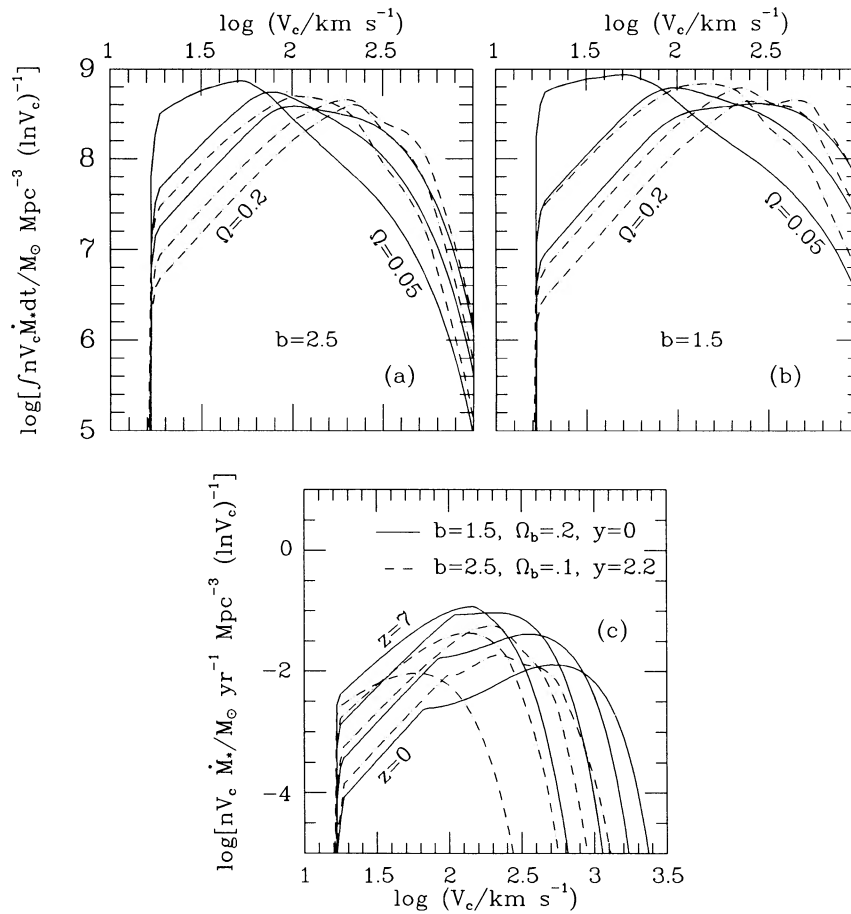 log (V_c/km s⁻¹) log (V_c/km s⁻¹)
1 1.5 2 2.5 1 1.5 2 2.5
log[∫nV_cṀ_*dt/M_⊙ Mpc⁻³ (lnV_c)⁻¹]
9
8
7
6
5
Ω=0.2
Ω=0.05
b=2.5
(a)
Ω=0.2
0.05
b=1.5
(b)
log[nV_c Ṁ_*/M_⊙ yr⁻¹ Mpc⁻³ (lnV_c)⁻¹]
0
−2
−4
b=1.5, Ω_b=.2, y=0
b=2.5, Ω_b=.1, y=2.2
(c)
z=7
z=0
1 1.5 2 2.5 3 3.5
log (V_c/km s⁻¹)